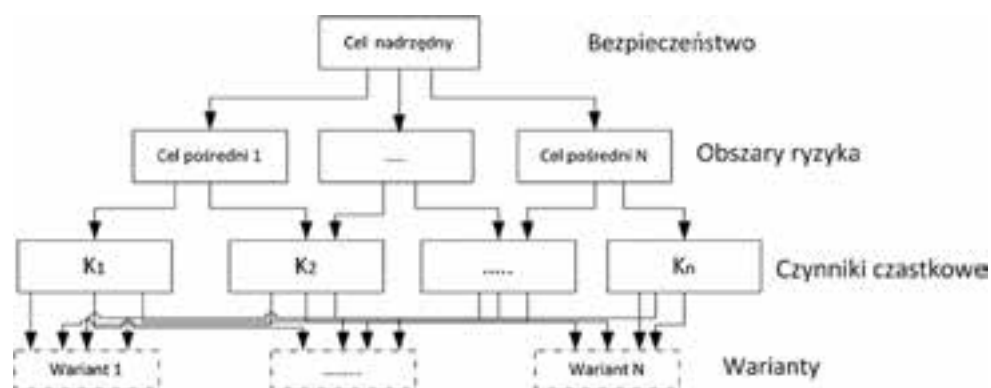 Cel nadrzędny
Bezpieczeństwo
Cel pośredni 1
.....
Cel pośredni N
Obszary ryzyka
K1
K2
.....
Kn
Czynniki czastkowe
Wariant 1
........
Wariant N
Warianty